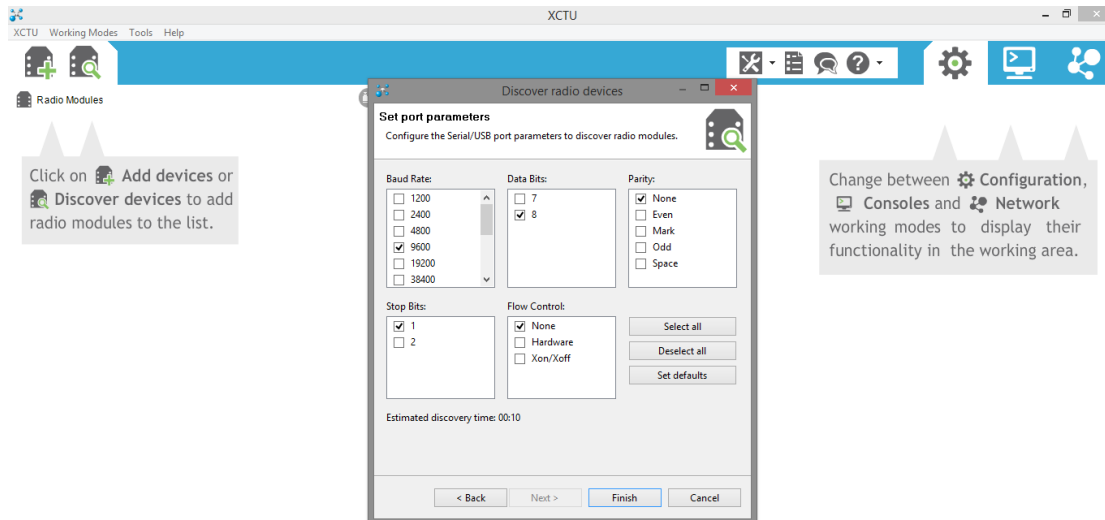 XCTU
XCTU Working Modes Tools Help
Radio Modules
Click on Add devices or
Discover devices to add
radio modules to the list.
Discover radio devices
Set port parameters
Configure the Serial/USB port parameters to discover radio modules.
Baud Rate:
1200
2400
4800
9600
19200
38400
Data Bits:
7
8
Parity:
None
Even
Mark
Odd
Space
Stop Bits:
1
2
Flow Control:
None
Hardware
Xon/Xoff
Select all
Deselect all
Set defaults
Estimated discovery time: 00:10
< Back Next > Finish Cancel
Change between Configuration,
Consoles and Network
working modes to display their
functionality in the working area.